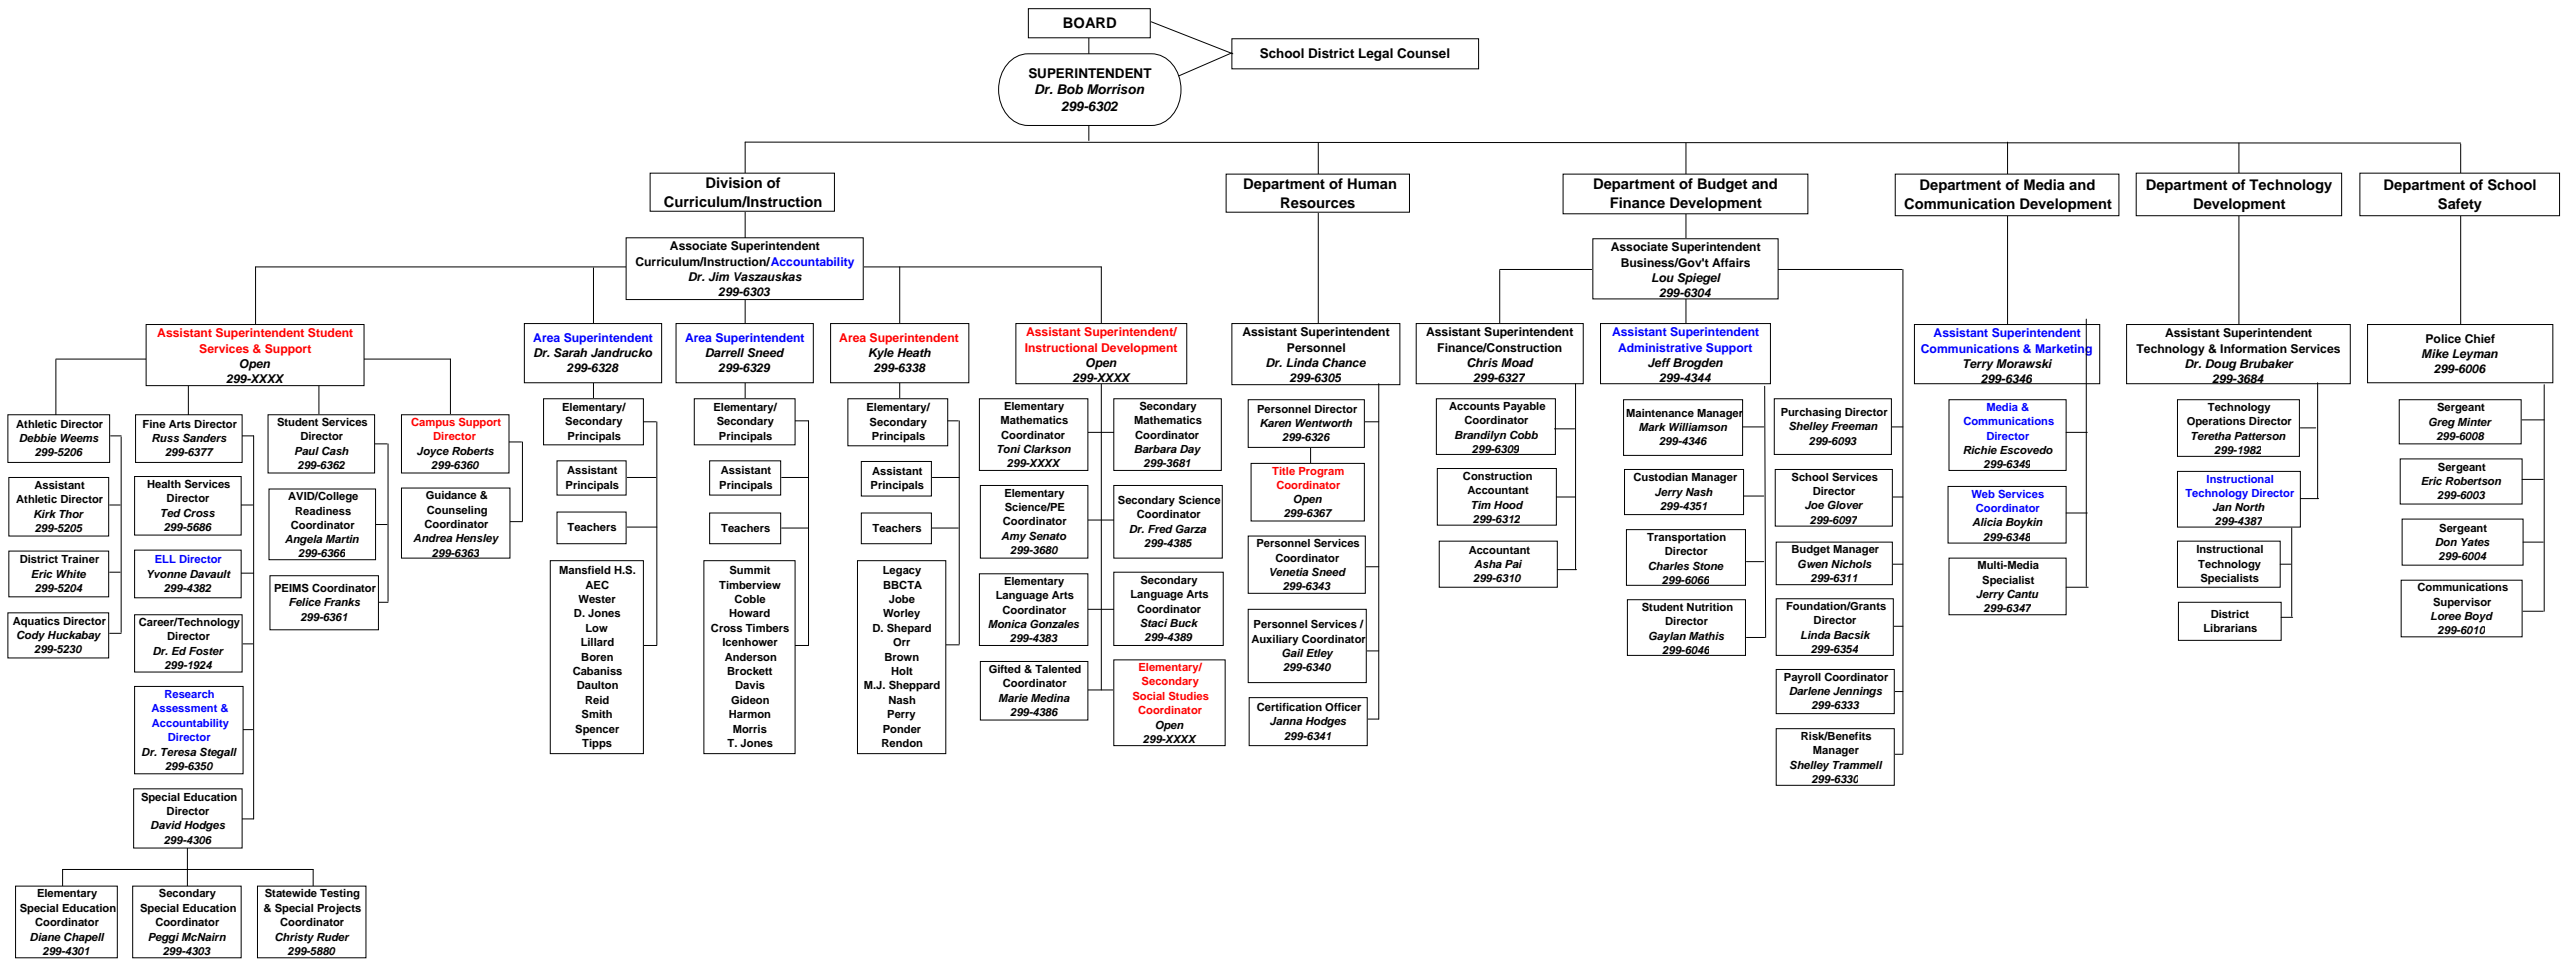 BOARD
School District Legal Counsel
SUPERINTENDENT
Dr. Bob Morrison
299-6302
Division of
Curriculum/Instruction
Department of Human
Resources
Department of Budget and
Finance Development
Department of Media and
Communication Development
Department of Technology
Development
Department of School
Safety
Associate Superintendent
Curriculum/Instruction/Accountability
Dr. Jim Vaszauskas
299-6303
Associate Superintendent
Business/Gov't Affairs
Lou Spiegel
299-6304
Assistant Superintendent Student
Services & Support
Open
299-XXXX
Area Superintendent
Dr. Sarah Jandrucko
299-6328
Area Superintendent
Darrell Sneed
299-6329
Area Superintendent
Kyle Heath
299-6338
Assistant Superintendent/
Instructional Development
Open
299-XXXX
Assistant Superintendent
Personnel
Dr. Linda Chance
299-6305
Assistant Superintendent
Finance/Construction
Chris Moad
299-6327
Assistant Superintendent
Administrative Support
Jeff Brogden
299-4344
Assistant Superintendent
Communications & Marketing
Terry Morawski
299-6346
Assistant Superintendent
Technology & Information Services
Dr. Doug Brubaker
299-3684
Police Chief
Mike Leyman
299-6006
Athletic Director
Debbie Weems
299-5206
Assistant
Athletic Director
Kirk Thor
299-5205
District Trainer
Eric White
299-5204
Aquatics Director
Cody Huckabay
299-5230
Fine Arts Director
Russ Sanders
299-6377
Health Services
Director
Ted Cross
299-5686
ELL Director
Yvonne Davault
299-4382
Career/Technology
Director
Dr. Ed Foster
299-1924
Research
Assessment &
Accountability
Director
Dr. Teresa Stegall
299-6350
Special Education
Director
David Hodges
299-4306
Elementary
Special Education
Coordinator
Diane Chapell
299-4301
Secondary
Special Education
Coordinator
Peggi McNairn
299-4303
Statewide Testing
& Special Projects
Coordinator
Christy Ruder
299-5880
Student Services
Director
Paul Cash
299-6362
AVID/College
Readiness
Coordinator
Angela Martin
299-6366
PEIMS Coordinator
Felice Franks
299-6361
Campus Support
Director
Joyce Roberts
299-6360
Guidance &
Counseling
Coordinator
Andrea Hensley
299-6363
Elementary/
Secondary
Principals
Assistant
Principals
Teachers
Mansfield H.S.
AEC
Wester
D. Jones
Low
Lillard
Boren
Cabaniss
Daulton
Reid
Smith
Spencer
Tipps
Elementary/
Secondary
Principals
Assistant
Principals
Teachers
Summit
Timberview
Coble
Howard
Cross Timbers
Icenhower
Anderson
Brockett
Davis
Gideon
Harmon
Morris
T. Jones
Elementary/
Secondary
Principals
Assistant
Principals
Teachers
Legacy
BBCTA
Jobe
Worley
D. Shepard
Orr
Brown
Holt
M.J. Sheppard
Nash
Perry
Ponder
Rendon
Elementary
Mathematics
Coordinator
Toni Clarkson
299-XXXX
Elementary
Science/PE
Coordinator
Amy Senato
299-3680
Elementary
Language Arts
Coordinator
Monica Gonzales
299-4383
Gifted & Talented
Coordinator
Marie Medina
299-4386
Secondary
Mathematics
Coordinator
Barbara Day
299-3681
Secondary Science
Coordinator
Dr. Fred Garza
299-4385
Secondary
Language Arts
Coordinator
Staci Buck
299-4389
Elementary/
Secondary
Social Studies
Coordinator
Open
299-XXXX
Personnel Director
Karen Wentworth
299-6326
Title Program
Coordinator
Open
299-6367
Personnel Services
Coordinator
Venetia Sneed
299-6343
Personnel Services /
Auxiliary Coordinator
Gail Etley
299-6340
Certification Officer
Janna Hodges
299-6341
Accounts Payable
Coordinator
Brandilyn Cobb
299-6309
Construction
Accountant
Tim Hood
299-6312
Accountant
Asha Pai
299-6310
Maintenance Manager
Mark Williamson
299-4346
Custodian Manager
Jerry Nash
299-4351
Transportation
Director
Charles Stone
299-6066
Student Nutrition
Director
Gaylan Mathis
299-6046
Purchasing Director
Shelley Freeman
299-6093
School Services
Director
Joe Glover
299-6097
Budget Manager
Gwen Nichols
299-6311
Foundation/Grants
Director
Linda Bacsik
299-6354
Payroll Coordinator
Darlene Jennings
299-6333
Risk/Benefits
Manager
Shelley Trammell
299-6330
Media &
Communications
Director
Richie Escovedo
299-6349
Web Services
Coordinator
Alicia Boykin
299-6348
Multi-Media
Specialist
Jerry Cantu
299-6347
Technology
Operations Director
Teretha Patterson
299-1982
Instructional
Technology Director
Jan North
299-4387
Instructional
Technology
Specialists
District
Librarians
Sergeant
Greg Minter
299-6008
Sergeant
Eric Robertson
299-6003
Sergeant
Don Yates
299-6004
Communications
Supervisor
Loree Boyd
299-6010